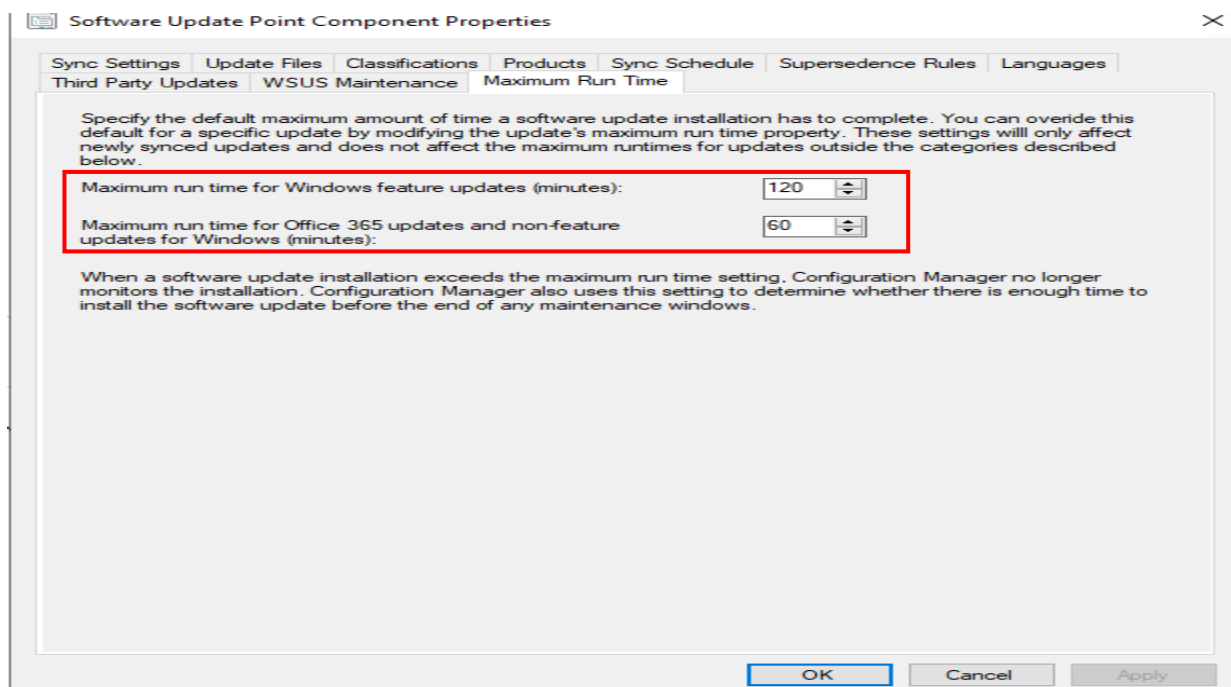 Software Update Point Component Properties
Sync Settings Update Files Classifications Products Sync Schedule Supersedence Rules Languages
Third Party Updates WSUS Maintenance Maximum Run Time
Specify the default maximum amount of time a software update installation has to complete. You can overide this
default for a specific update by modifying the update's maximum run time property. These settings willl only affect
newly synced updates and does not affect the maximum runtimes for updates outside the categories described
below.
Maximum run time for Windows feature updates (minutes): 120
Maximum run time for Office 365 updates and non-feature
updates for Windows (minutes): 60
When a software update installation exceeds the maximum run time setting, Configuration Manager no longer
monitors the installation. Configuration Manager also uses this setting to determine whether there is enough time to
install the software update before the end of any maintenance windows.
OK Cancel Apply